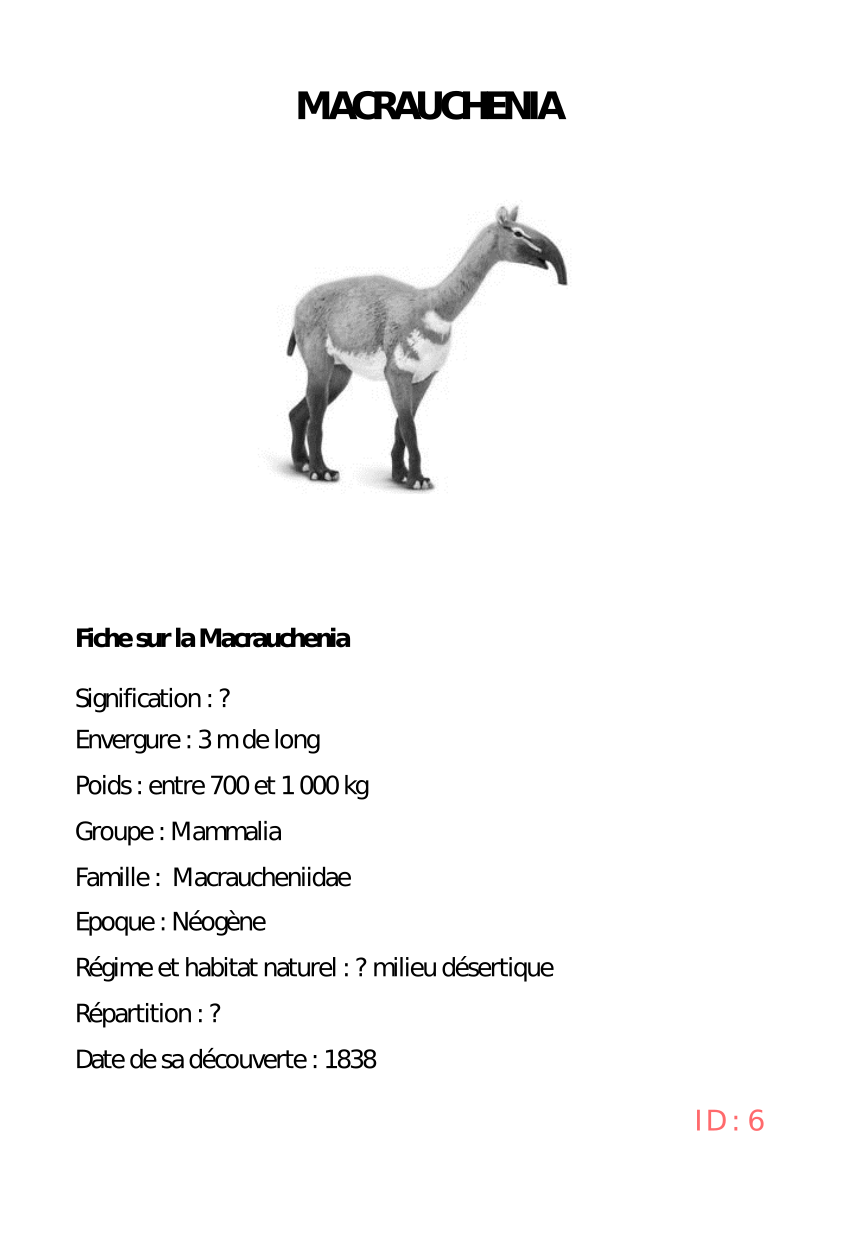 MACRAUCHENIA
Fiche sur la Macrauchenia
Signification : ?
Envergure : 3 m de long
Poids : entre 700 et 1 000 kg
Groupe : Mammalia
Famille : Macraucheniidae
Epoque : Néogène
Régime et habitat naturel : ? milieu désertique
Répartition : ?
Date de sa découverte : 1838
ID : 6